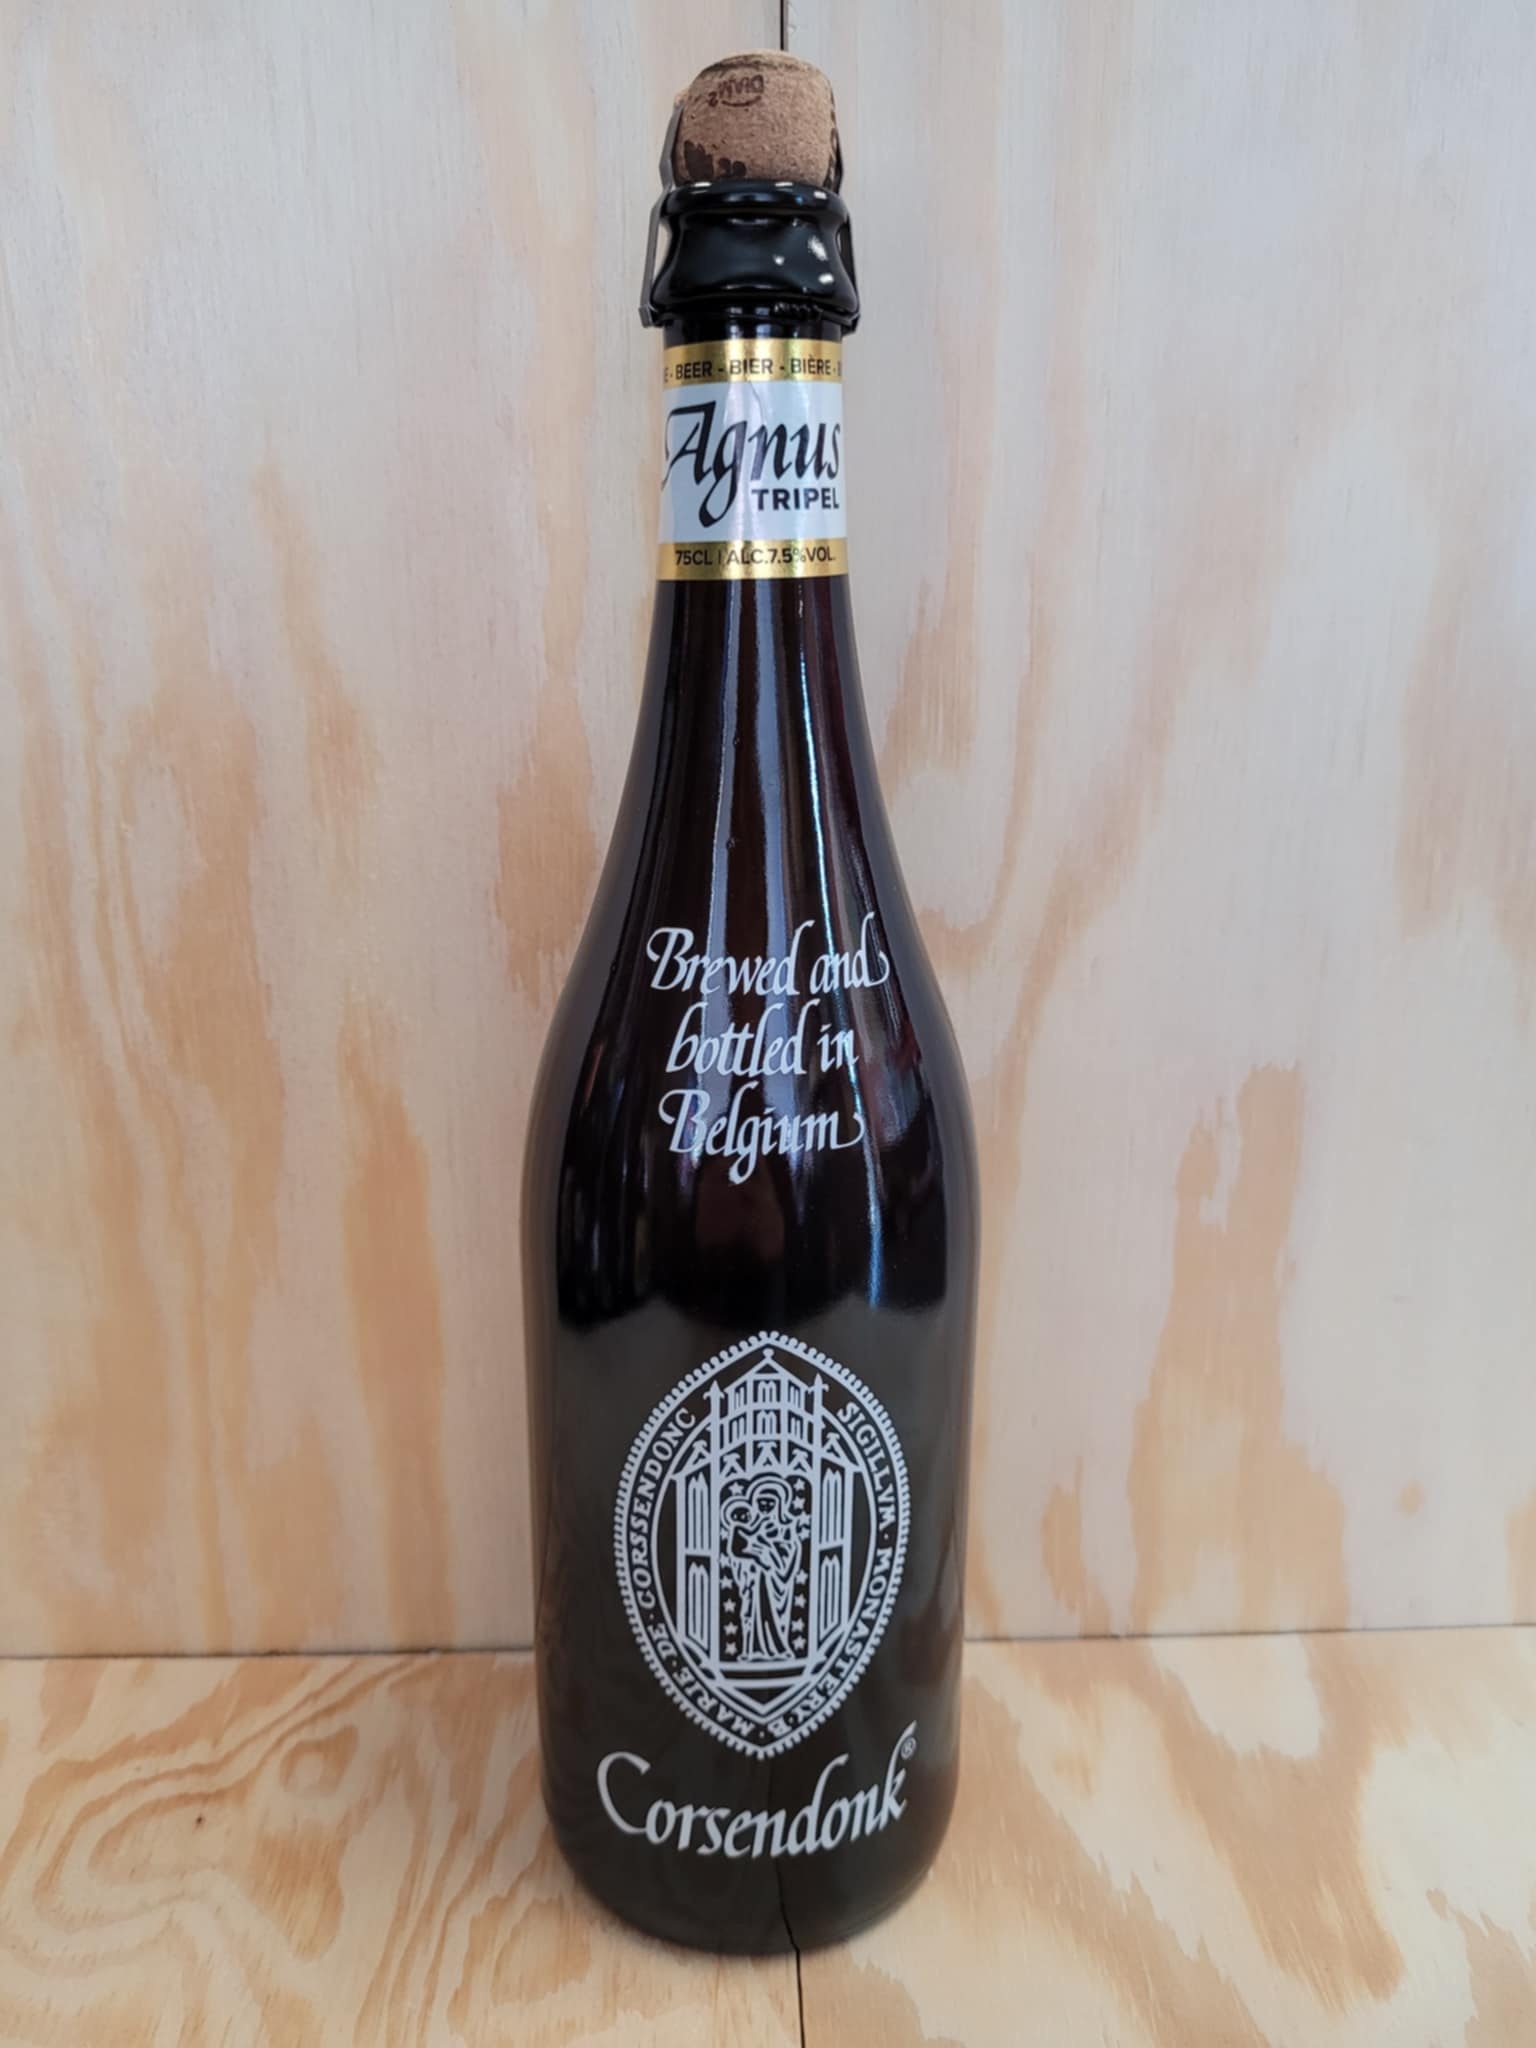 DIAM2
E - BEER - BIER - BIÈRE - B
Agnus
TRIPEL
75CL | ALC.7.5%VOL.
Brewed and
bottled in
Belgium
SIGILLVM · MONASTERY · B · MARIE · DE · CORSSENDONC
Corsendonk®